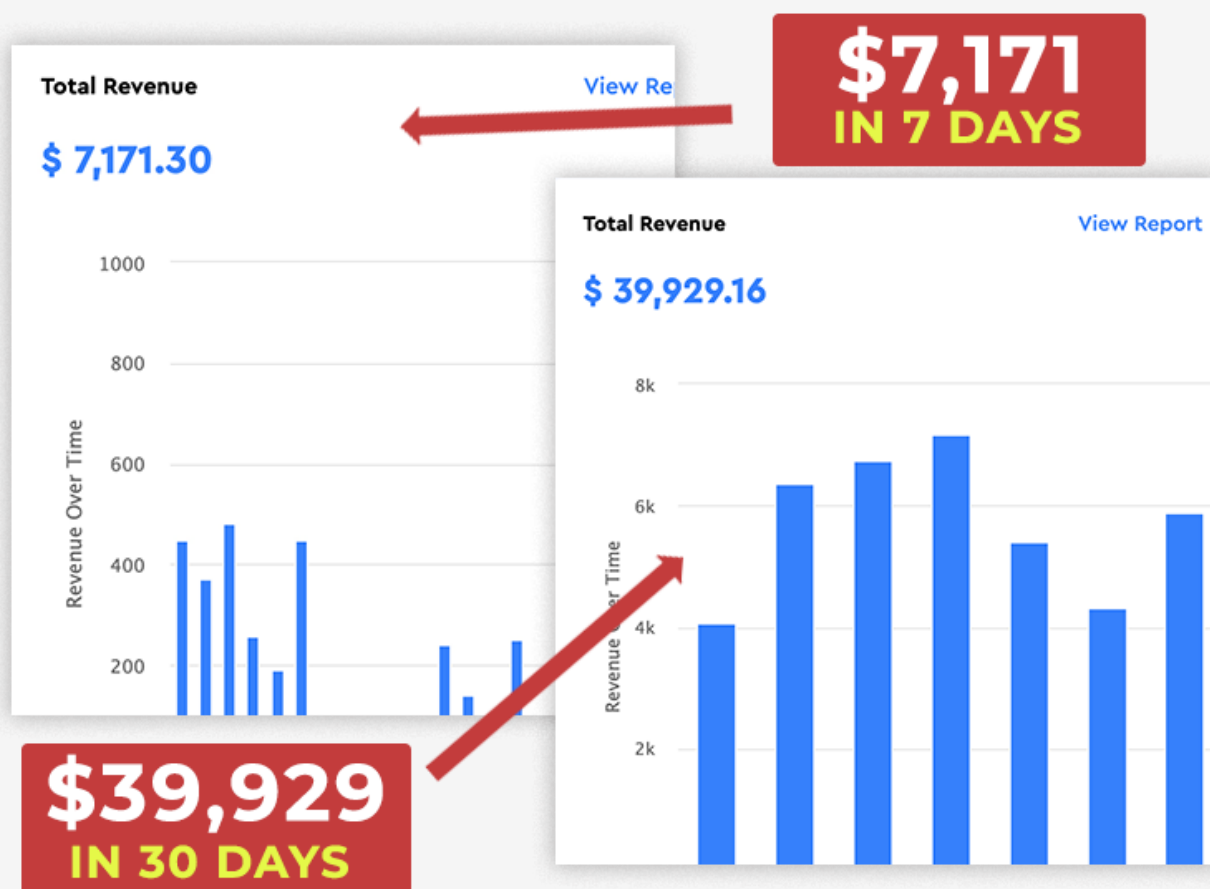 $7,171
IN 7 DAYS
Total Revenue
View Re
$ 7,171.30
1000
800
600
400
200
Revenue Over Time
Total Revenue
View Report
$ 39,929.16
8k
6k
4k
2k
Revenue Over Time
$39,929
IN 30 DAYS